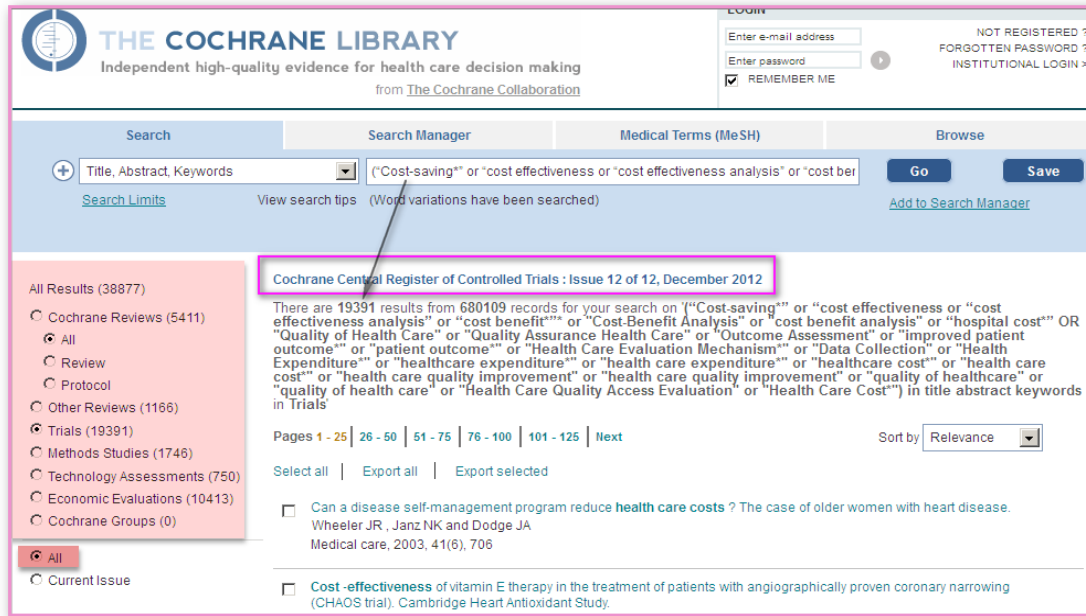 LOGIN
THE COCHRANE LIBRARY
Independent high-quality evidence for health care decision making
from The Cochrane Collaboration
Enter e-mail address
Enter password
REMEMBER ME
NOT REGISTERED ?
FORGOTTEN PASSWORD ?
INSTITUTIONAL LOGIN >
Search
Search Manager
Medical Terms (MeSH)
Browse
Title, Abstract, Keywords
("Cost-saving*" or "cost effectiveness or "cost effectiveness analysis" or "cost ber
Go
Save
Search Limits
View search tips
(Word variations have been searched)
Add to Search Manager
All Results (38877)
Cochrane Reviews (5411)
All
Review
Protocol
Other Reviews (1166)
Trials (19391)
Methods Studies (1746)
Technology Assessments (750)
Economic Evaluations (10413)
Cochrane Groups (0)
All
Current Issue
Cochrane Central Register of Controlled Trials : Issue 12 of 12, December 2012
There are 19391 results from 680109 records for your search on '("Cost-saving*" or "cost effectiveness or "cost
effectiveness analysis" or "cost benefit"* or "Cost-Benefit Analysis" or "cost benefit analysis" or "hospital cost*" OR
"Quality of Health Care" or "Quality Assurance Health Care" or "Outcome Assessment" or "improved patient
outcome*" or "patient outcome*" or "Health Care Evaluation Mechanism*" or "Data Collection" or "Health
Expenditure*" or "healthcare expenditure*" or "health care expenditure*" or "healthcare cost*" or "health care
cost*" or "health care quality improvement" or "health care quality improvement" or "quality of healthcare" or
"quality of health care" or "Health Care Quality Access Evaluation" or "Health Care Cost*") in title abstract keywords
in Trials'
Pages 1 - 25 | 26 - 50 | 51 - 75 | 76 - 100 | 101 - 125 | Next
Sort by Relevance
Select all | Export all | Export selected
Can a disease self-management program reduce health care costs ? The case of older women with heart disease.
Wheeler JR , Janz NK and Dodge JA
Medical care, 2003, 41(6), 706
Cost -effectiveness of vitamin E therapy in the treatment of patients with angiographically proven coronary narrowing
(CHAOS trial). Cambridge Heart Antioxidant Study.